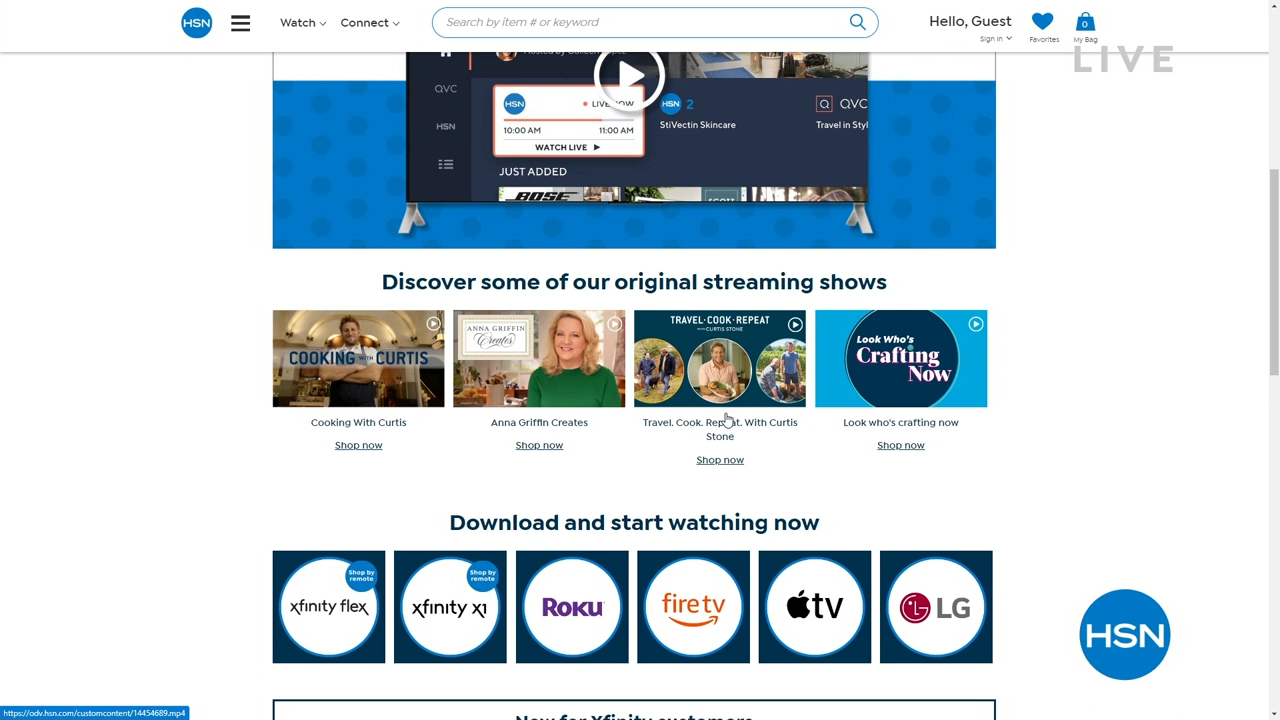 HSN
Watch
Connect
Search by item # or keyword
Hello, Guest
Sign In
Favorites
0
My Bag
LIVE
QVC
HSN
HSN
LIVE NOW
10:00 AM
11:00 AM
WATCH LIVE
HSN 2
StiVectin Skincare
QVC
Travel in Styl
JUST ADDED
BOSE
Discover some of our original streaming shows
COOKING WITH CURTIS
ANNA GRIFFIN
Creates
TRAVEL·COOK·REPEAT
WITH CURTIS STONE
Look Who's
Crafting
Now
Cooking With Curtis
Shop now
Anna Griffin Creates
Shop now
Travel. Cook. Repeat. With Curtis
Stone
Shop now
Look who's crafting now
Shop now
Download and start watching now
Shop by
remote
xfinity flex
Shop by
remote
xfinity x1
Roku
fire tv
tv
LG
HSN
Now for Xfinity customers
https://odv.hsn.com/customcontent/14454689.mp4